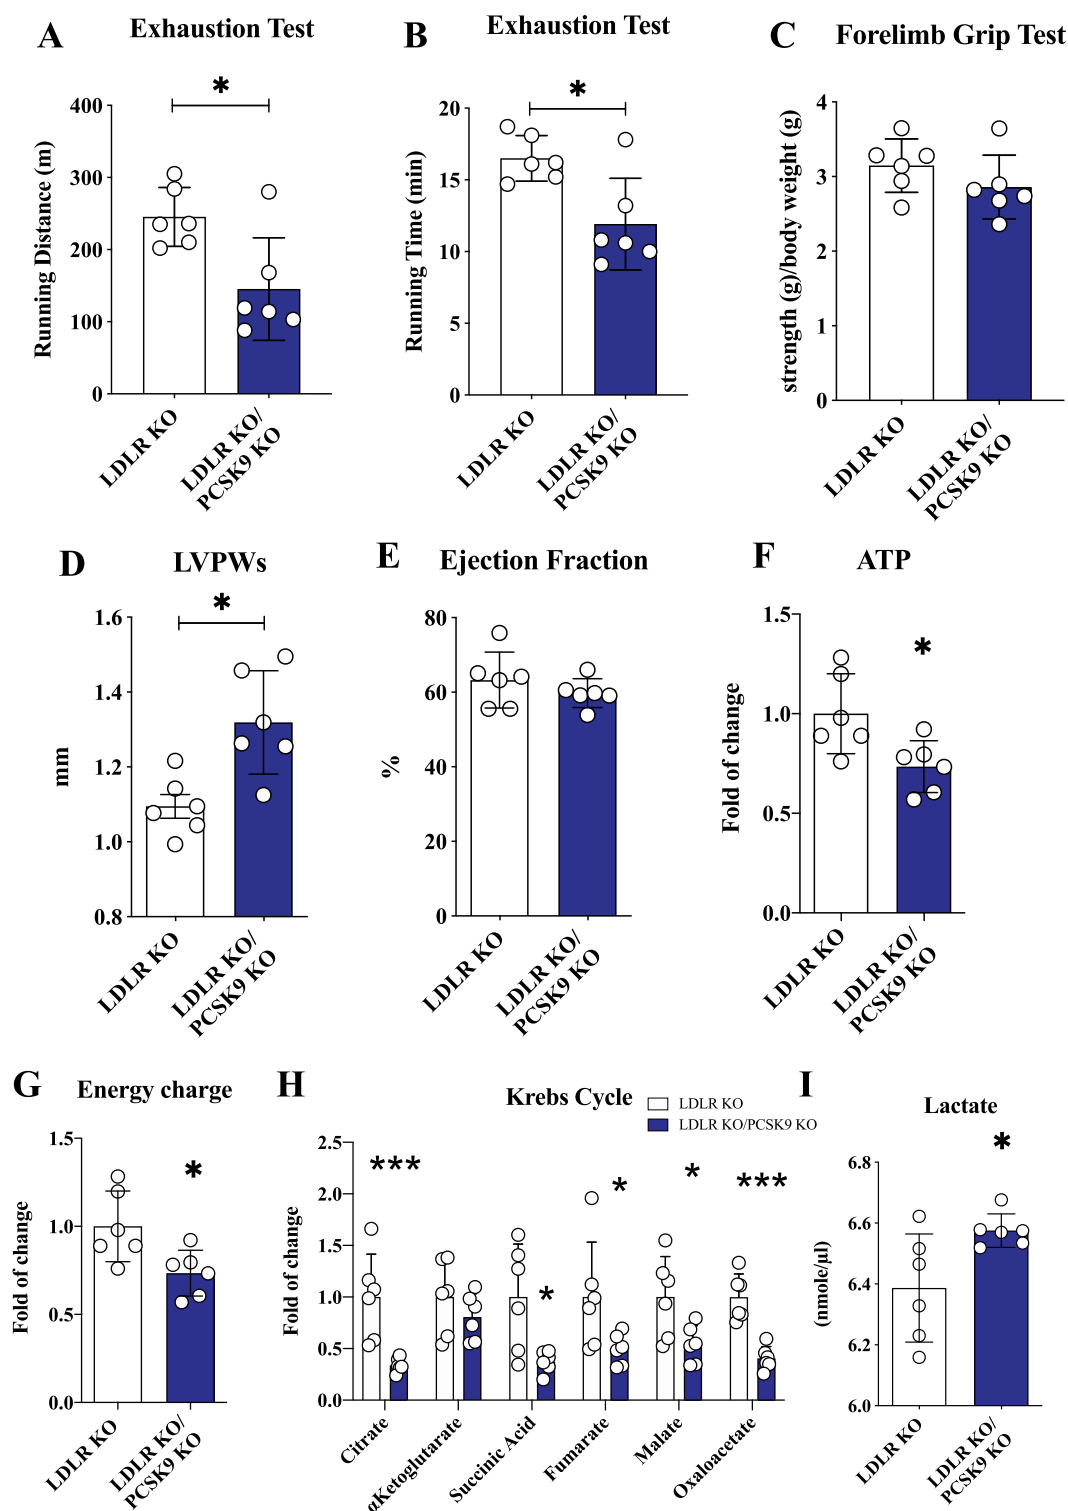 A
Exhaustion Test
*
Running Distance (m)
400
300
200
100
0
LDLR KO
LDLR KO/
PCSK9 KO
B
Exhaustion Test
*
Running Time (min)
20
15
10
5
0
LDLR KO
LDLR KO/
PCSK9 KO
C
Forelimb Grip Test
strength (g)/body weight (g)
4
3
2
1
0
LDLR KO
LDLR KO/
PCSK9 KO
D
LVPWs
*
mm
1.6
1.4
1.2
1.0
0.8
LDLR KO
LDLR KO/
PCSK9 KO
E
Ejection Fraction
%
80
60
40
20
0
LDLR KO
LDLR KO/
PCSK9 KO
F
ATP
*
Fold of change
1.5
1.0
0.5
0.0
LDLR KO
LDLR KO/
PCSK9 KO
G
Energy charge
*
Fold of change
1.5
1.0
0.5
0.0
LDLR KO
LDLR KO/
PCSK9 KO
H
Krebs Cycle
LDLR KO
LDLR KO/PCSK9 KO
Fold of change
2.5
2.0
1.5
1.0
0.5
0.0
***
*
*
*
***
Citrate
αKetoglutarate
Succinic Acid
Fumarate
Malate
Oxaloacetate
I
Lactate
*
(nmole/µl)
6.8
6.6
6.4
6.2
6.0
LDLR KO
LDLR KO/
PCSK9 KO